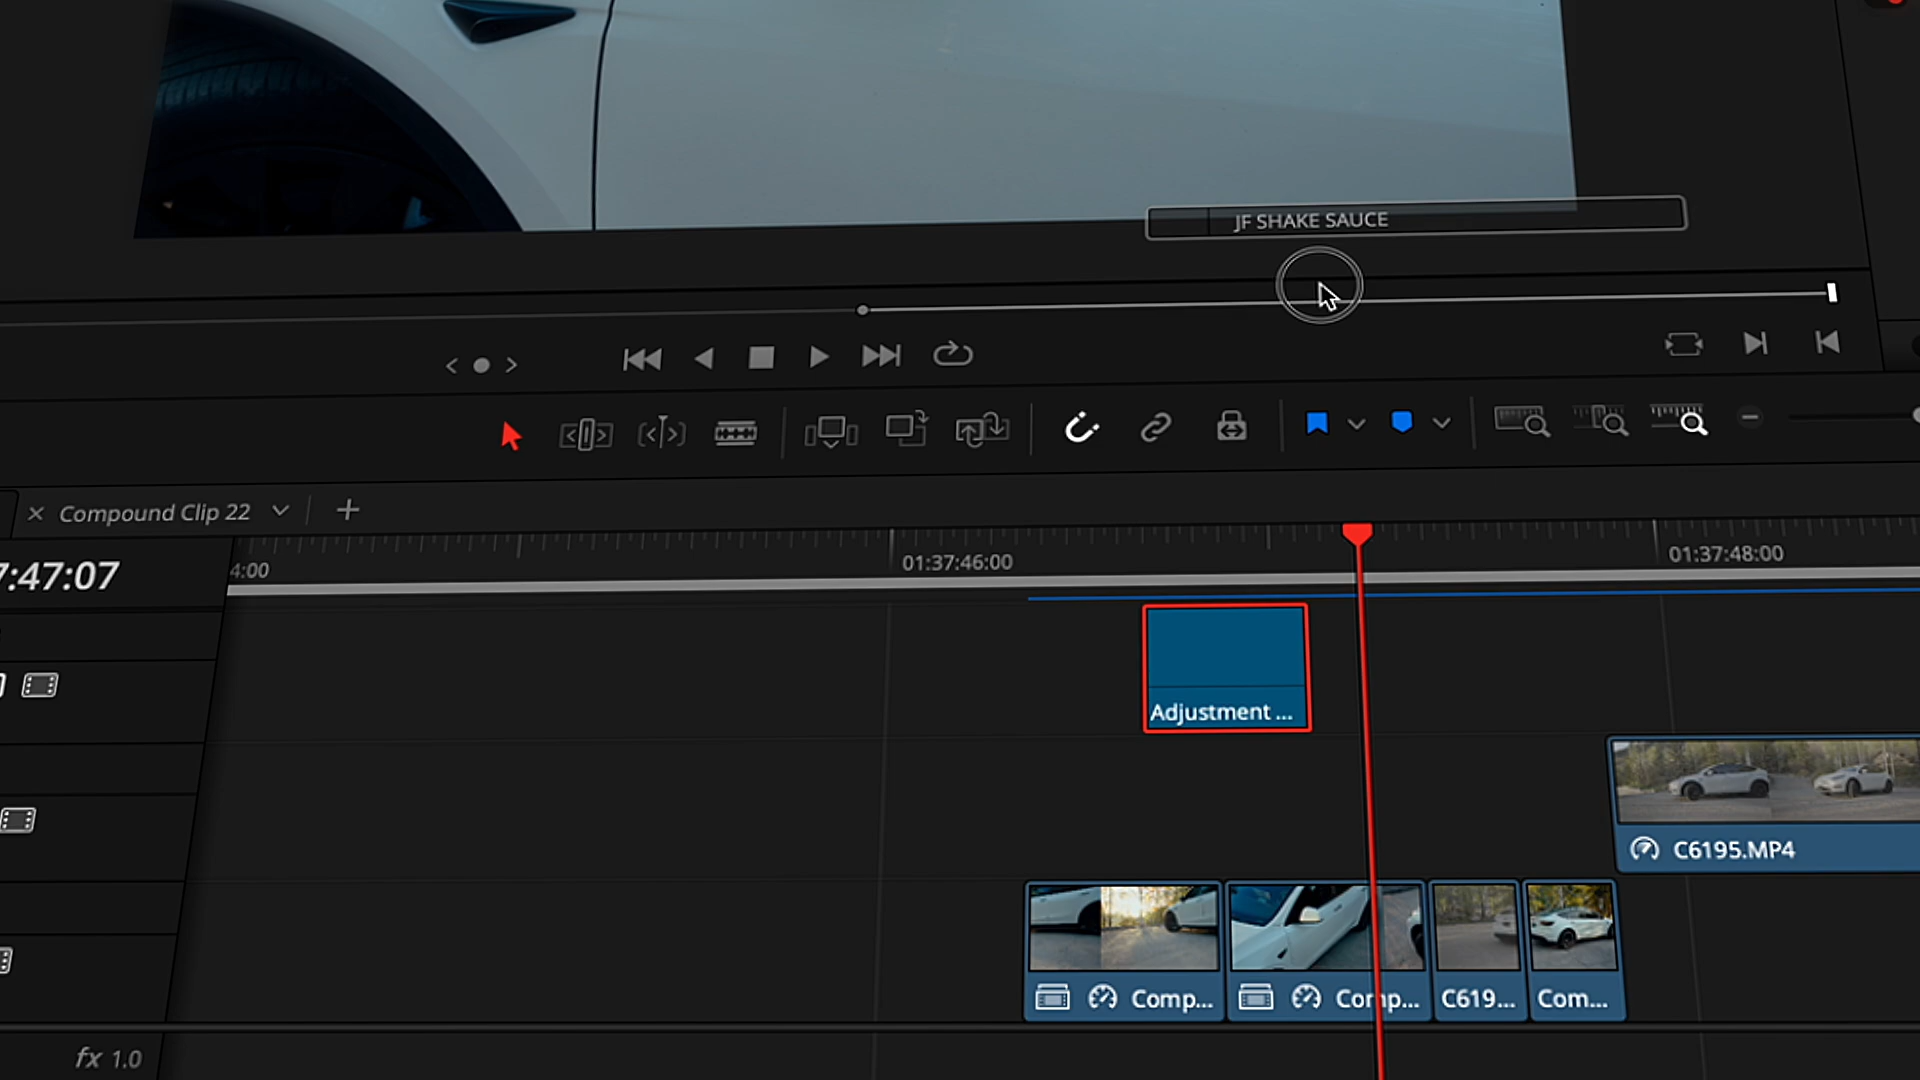 JF SHAKE SAUCE
Compound Clip 22
7:47:07
4:00
01:37:46:00
01:37:48:00
Adjustment ...
C6195.MP4
Comp...
Comp...
C619...
Com...
fx 1.0